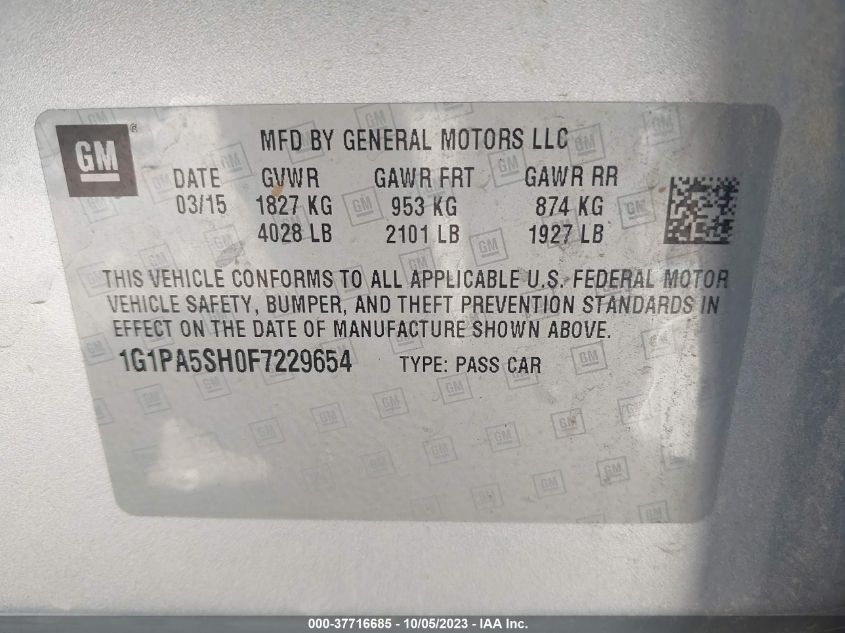 GM®
MFD BY GENERAL MOTORS LLC
DATE GVWR GAWR FRT GAWR RR
03/15 1827 KG 953 KG 874 KG
4028 LB 2101 LB 1927 LB
THIS VEHICLE CONFORMS TO ALL APPLICABLE U.S. FEDERAL MOTOR
VEHICLE SAFETY, BUMPER, AND THEFT PREVENTION STANDARDS IN
EFFECT ON THE DATE OF MANUFACTURE SHOWN ABOVE.
1G1PA5SH0F7229654 TYPE: PASS CAR
000-37716685 - 10/05/2023 - IAA Inc.